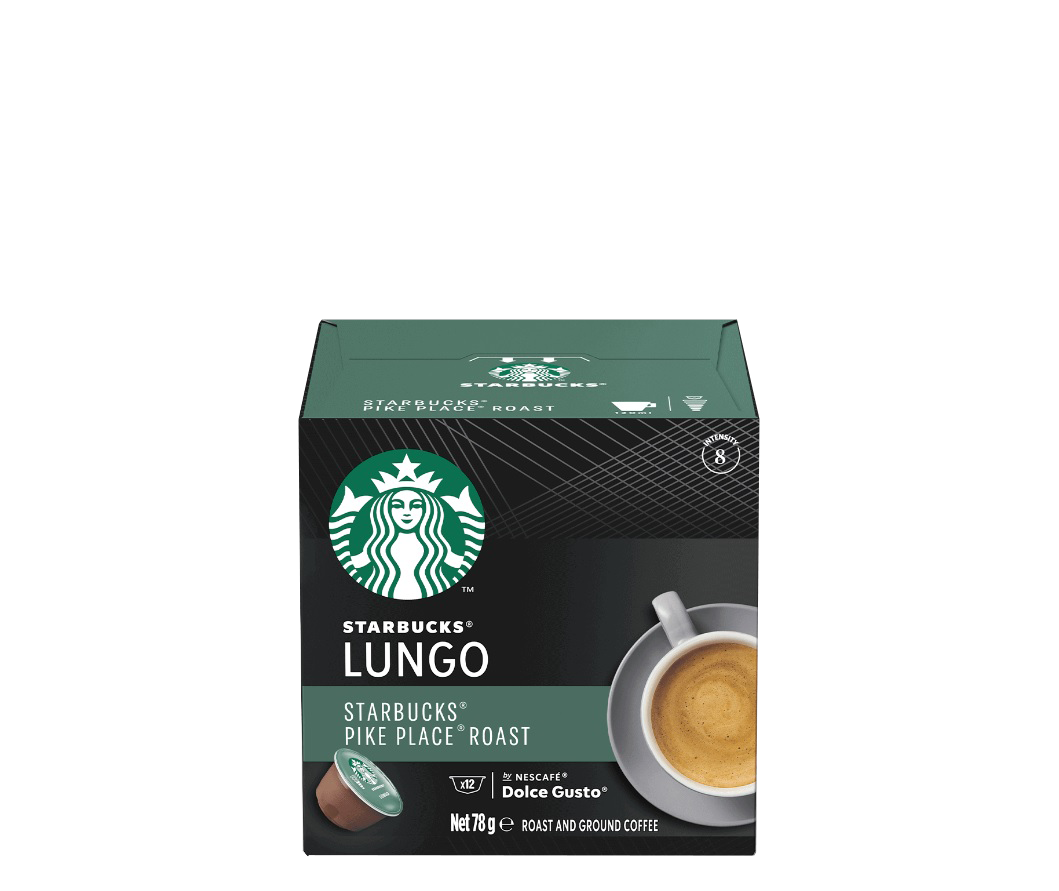 STARBUCKS®
STARBUCKS®
PIKE PLACE® ROAST
INTENSITY
8
TM
STARBUCKS®
LUNGO
STARBUCKS®
PIKE PLACE® ROAST
x12
by NESCAFÉ®
Dolce Gusto®
Net 78 g ℮ ROAST AND GROUND COFFEE